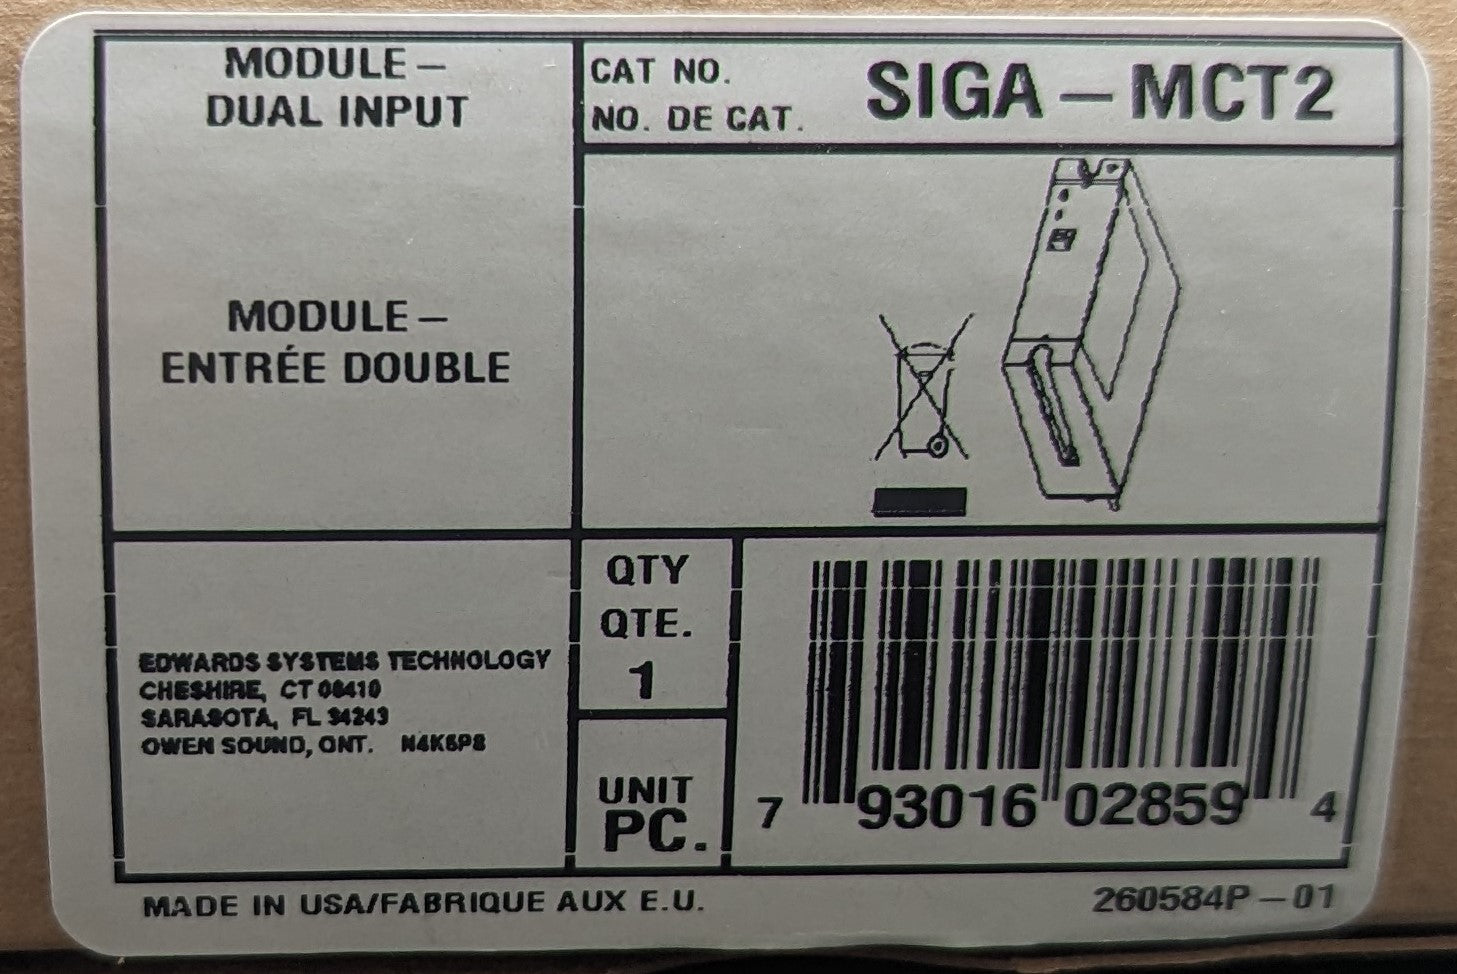 MODULE –
DUAL INPUT
MODULE –
ENTRÉE DOUBLE
CAT NO.
NO. DE CAT.
SIGA – MCT2
EDWARDS SYSTEMS TECHNOLOGY
CHESHIRE, CT 06410
SARASOTA, FL 34243
OWEN SOUND, ONT. N4K5P8
QTY
QTE.
1
UNIT
PC.
7 93016 02859 4
MADE IN USA/FABRIQUE AUX E.U.
260584P – 01